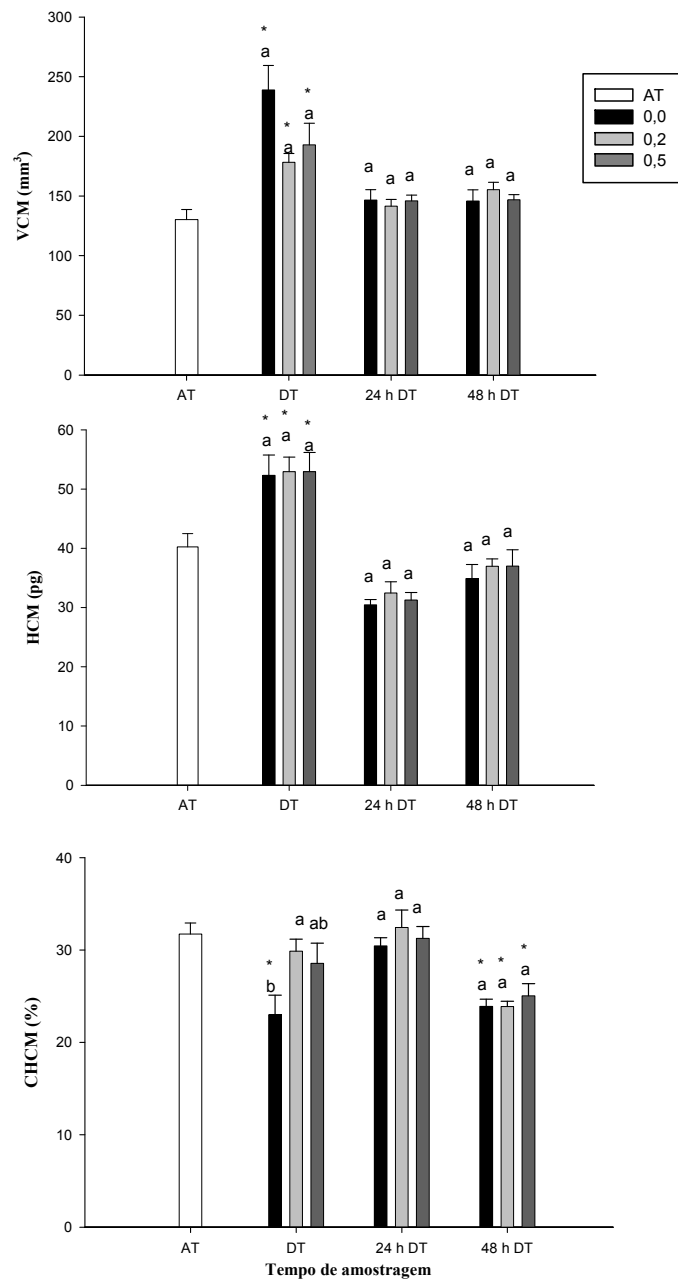 300
250
200
150
100
50
0
VCM (mm³)
* * *
a a a
a a a
a a a
AT
0,0
0,2
0,5
AT DT 24 h DT 48 h DT
60
50
40
30
20
10
0
HCM (pg)
* * *
a a a
a a a
a a a
AT DT 24 h DT 48 h DT
40
30
20
10
0
CHCM (%)
*
b a ab
a a a
* * *
a a a
AT DT 24 h DT 48 h DT
Tempo de amostragem